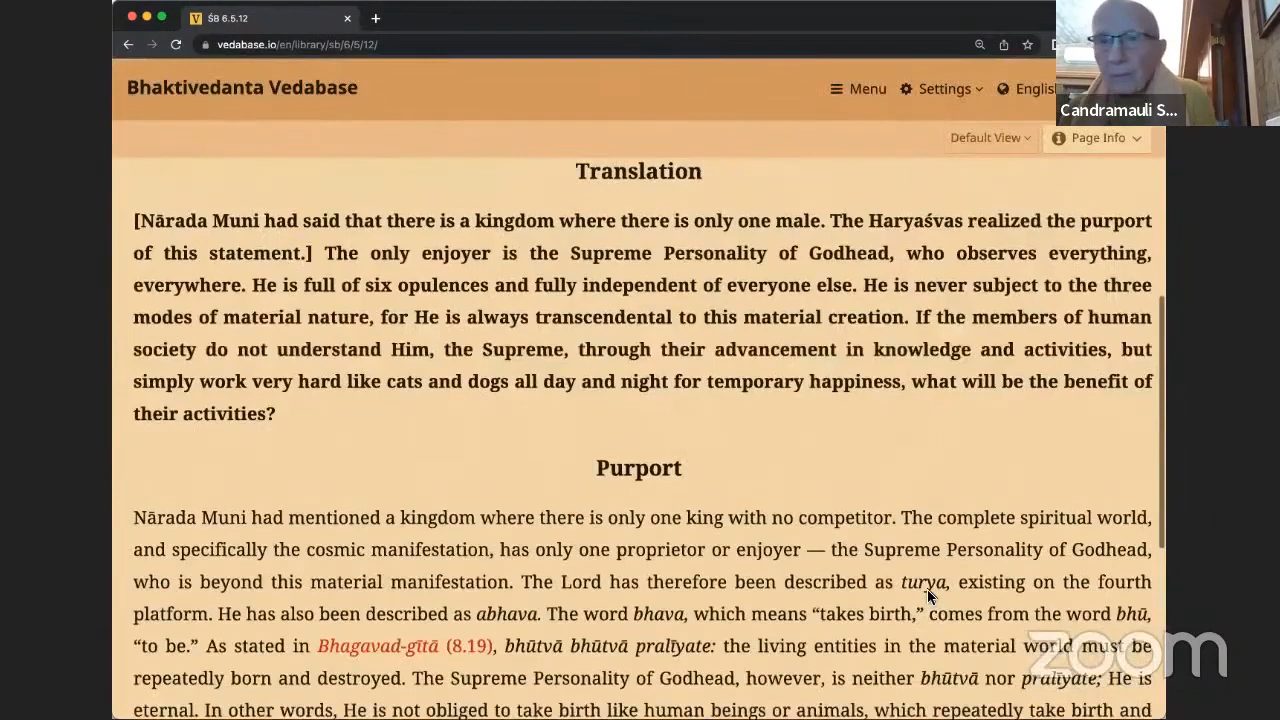 ŚB 6.5.12
vedabase.io/en/library/sb/6/5/12/
Bhaktivedanta Vedabase
Menu Settings English
Candramauli S...
Default View Page Info
Translation
[Nārada Muni had said that there is a kingdom where there is only one male. The Haryaśvas realized the purport
of this statement.] The only enjoyer is the Supreme Personality of Godhead, who observes everything,
everywhere. He is full of six opulences and fully independent of everyone else. He is never subject to the three
modes of material nature, for He is always transcendental to this material creation. If the members of human
society do not understand Him, the Supreme, through their advancement in knowledge and activities, but
simply work very hard like cats and dogs all day and night for temporary happiness, what will be the benefit of
their activities?
Purport
Nārada Muni had mentioned a kingdom where there is only one king with no competitor. The complete spiritual world,
and specifically the cosmic manifestation, has only one proprietor or enjoyer — the Supreme Personality of Godhead,
who is beyond this material manifestation. The Lord has therefore been described as turya, existing on the fourth
platform. He has also been described as abhava. The word bhava, which means “takes birth,” comes from the word bhū,
“to be.” As stated in Bhagavad-gītā (8.19), bhūtvā bhūtvā pralīyate: the living entities in the material world must be
repeatedly born and destroyed. The Supreme Personality of Godhead, however, is neither bhūtvā nor pralīyate; He is
eternal. In other words, He is not obliged to take birth like human beings or animals, which repeatedly take birth and
zoom